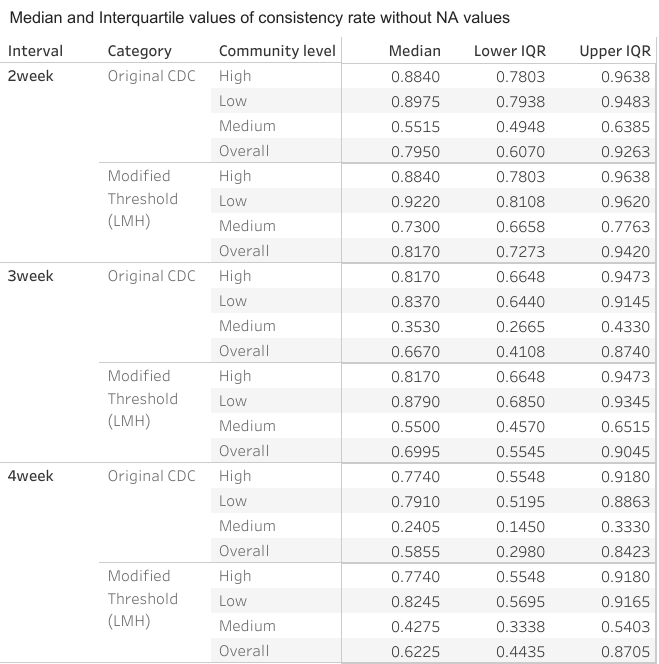 Median and Interquartile values of consistency rate without NA values
Interval Category Community level Median Lower IQR Upper IQR
2week Original CDC High 0.8840 0.7803 0.9638
Low 0.8975 0.7938 0.9483
Medium 0.5515 0.4948 0.6385
Overall 0.7950 0.6070 0.9263
Modified High 0.8840 0.7803 0.9638
Threshold Low 0.9220 0.8108 0.9620
(LMH) Medium 0.7300 0.6658 0.7763
Overall 0.8170 0.7273 0.9420
3week Original CDC High 0.8170 0.6648 0.9473
Low 0.8370 0.6440 0.9145
Medium 0.3530 0.2665 0.4330
Overall 0.6670 0.4108 0.8740
Modified High 0.8170 0.6648 0.9473
Threshold Low 0.8790 0.6850 0.9345
(LMH) Medium 0.5500 0.4570 0.6515
Overall 0.6995 0.5545 0.9045
4week Original CDC High 0.7740 0.5548 0.9180
Low 0.7910 0.5195 0.8863
Medium 0.2405 0.1450 0.3330
Overall 0.5855 0.2980 0.8423
Modified High 0.7740 0.5548 0.9180
Threshold Low 0.8245 0.5695 0.9165
(LMH) Medium 0.4275 0.3338 0.5403
Overall 0.6225 0.4435 0.8705